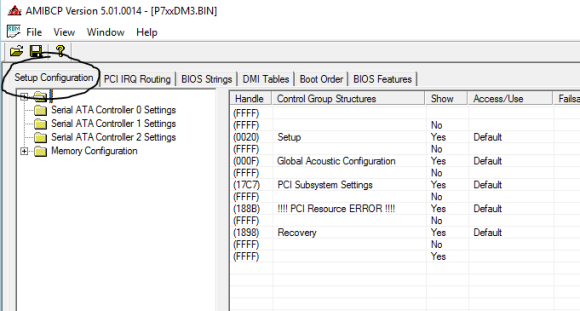 AMIBCP Version 5.01.0014 - [P7xxDM3.BIN]
File View Window Help
Setup Configuration PCI IRQ Routing BIOS Strings DMI Tables Boot Order BIOS Features
Serial ATA Controller 0 Settings
Serial ATA Controller 1 Settings
Serial ATA Controller 2 Settings
Memory Configuration
Handle Control Group Structures Show Access/Use Failsa
(FFFF)
(FFFF) No
(0020) Setup Yes Default
(FFFF) No
(000F) Global Acoustic Configuration Yes Default
(FFFF) No
(17C7) PCI Subsystem Settings Yes Default
(FFFF) No
(188B) !!!! PCI Resource ERROR !!!! Yes Default
(FFFF) No
(1898) Recovery Yes Default
(FFFF) No
(FFFF) Yes